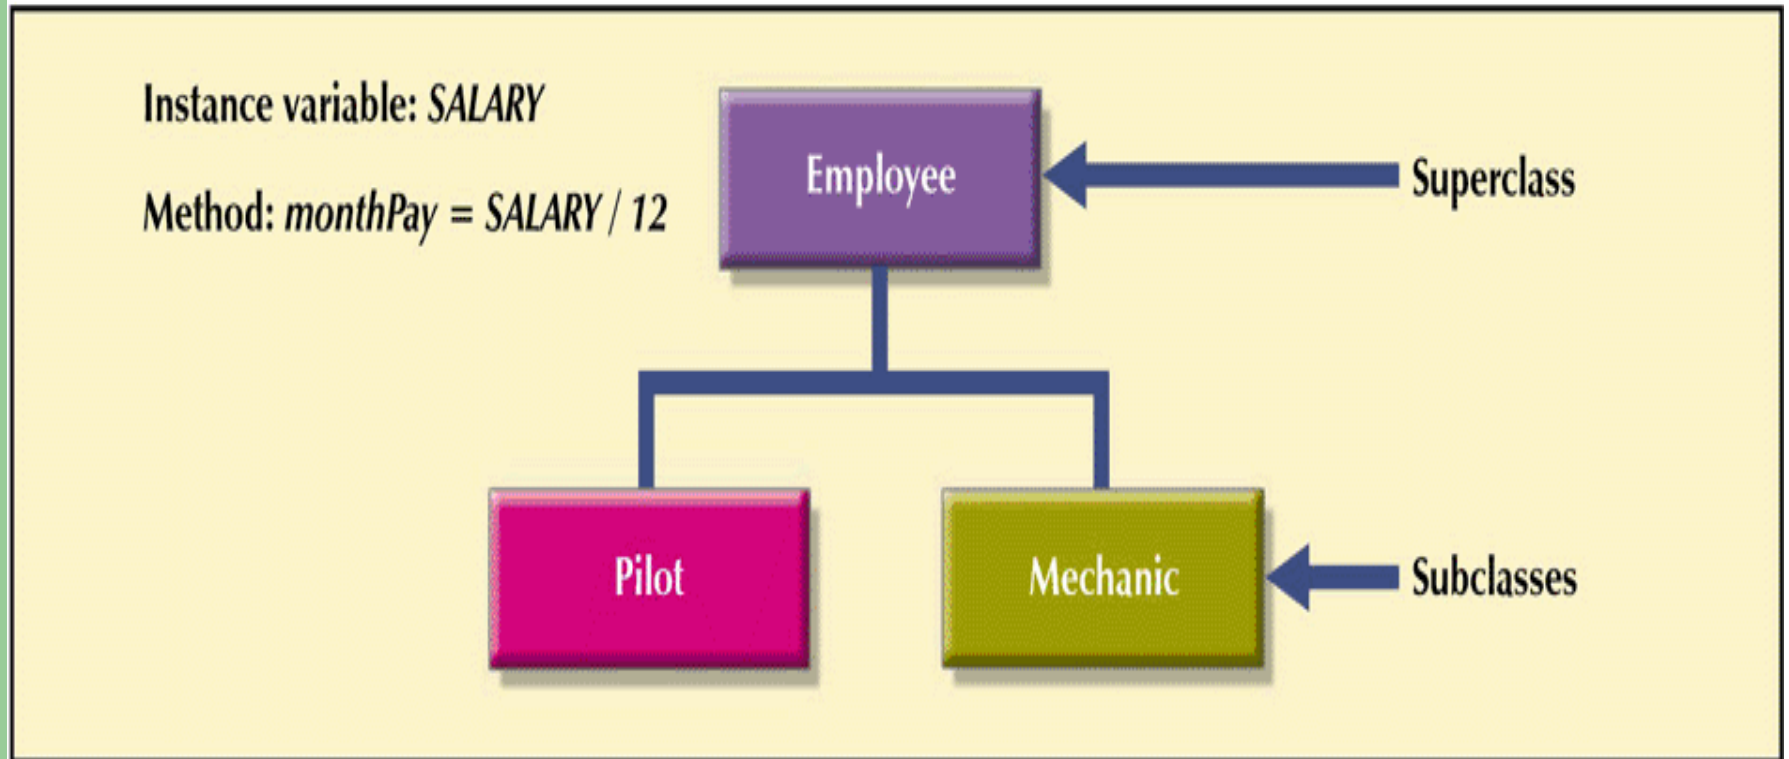 Instance variable: SALARY
Method: monthPay = SALARY / 12
Employee
Superclass
Pilot
Mechanic
Subclasses